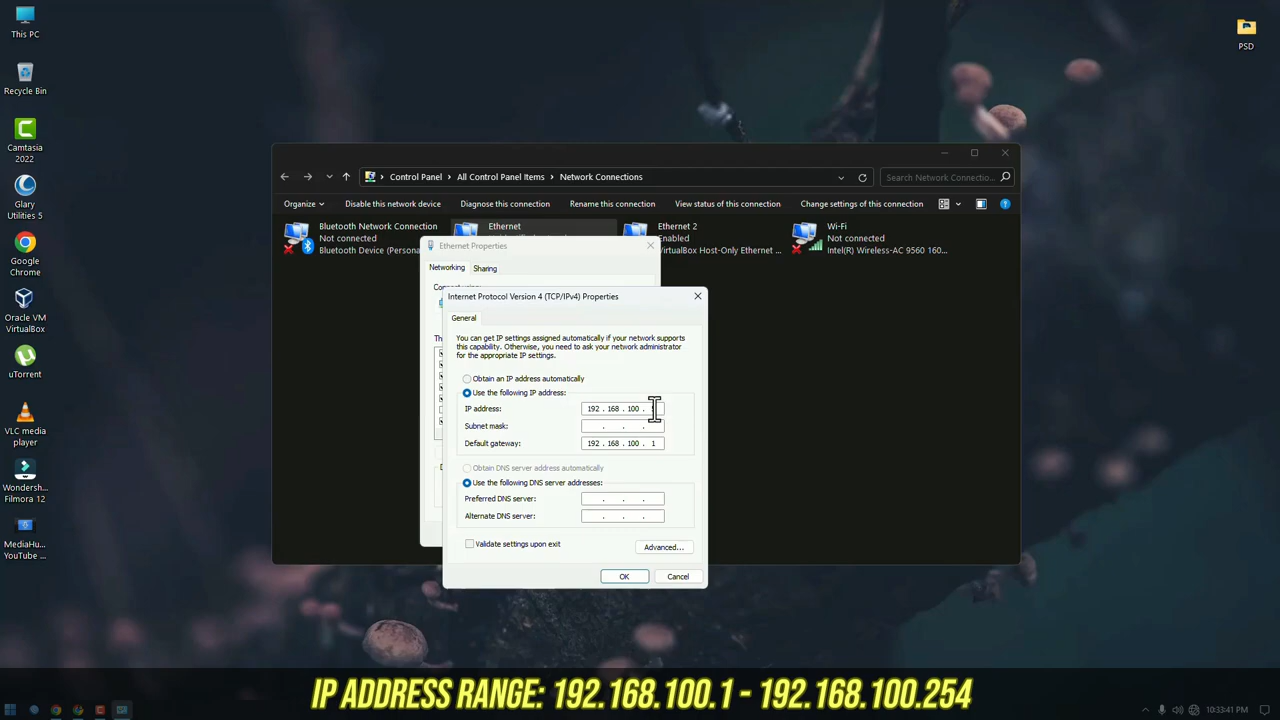 This PC
PSD
Recycle Bin
Camtasia
2022
Glary
Utilities 5
Google
Chrome
Oracle VM
VirtualBox
uTorrent
VLC media
player
Wondersh...
Filmora 12
MediaHu...
YouTube ...
Control Panel > All Control Panel Items > Network Connections
Search Network Connectio...
Organize Disable this network device Diagnose this connection Rename this connection View status of this connection Change settings of this connection
Bluetooth Network Connection
Not connected
Bluetooth Device (Persona
Ethernet
Ethernet 2
Enabled
VirtualBox Host-Only Ethernet ...
Wi-Fi
Not connected
Intel(R) Wireless-AC 9560 160...
Ethernet Properties
Networking Sharing
Internet Protocol Version 4 (TCP/IPv4) Properties
General
You can get IP settings assigned automatically if your network supports
this capability. Otherwise, you need to ask your network administrator
for the appropriate IP settings.
Obtain an IP address automatically
Use the following IP address:
IP address: 192 . 168 . 100 .
Subnet mask: . . .
Default gateway: 192 . 168 . 100 . 1
Obtain DNS server address automatically
Use the following DNS server addresses:
Preferred DNS server: . . .
Alternate DNS server: . . .
Validate settings upon exit
Advanced...
OK Cancel
IP ADDRESS RANGE: 192.168.100.1 - 192.168.100.254
10:33:41 PM